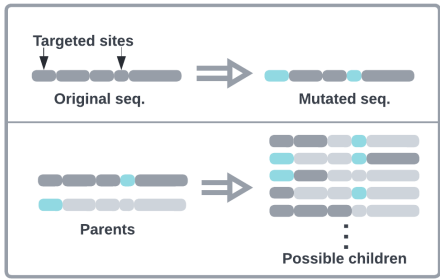 Targeted sites
Original seq.
Mutated seq.
Parents
Possible children